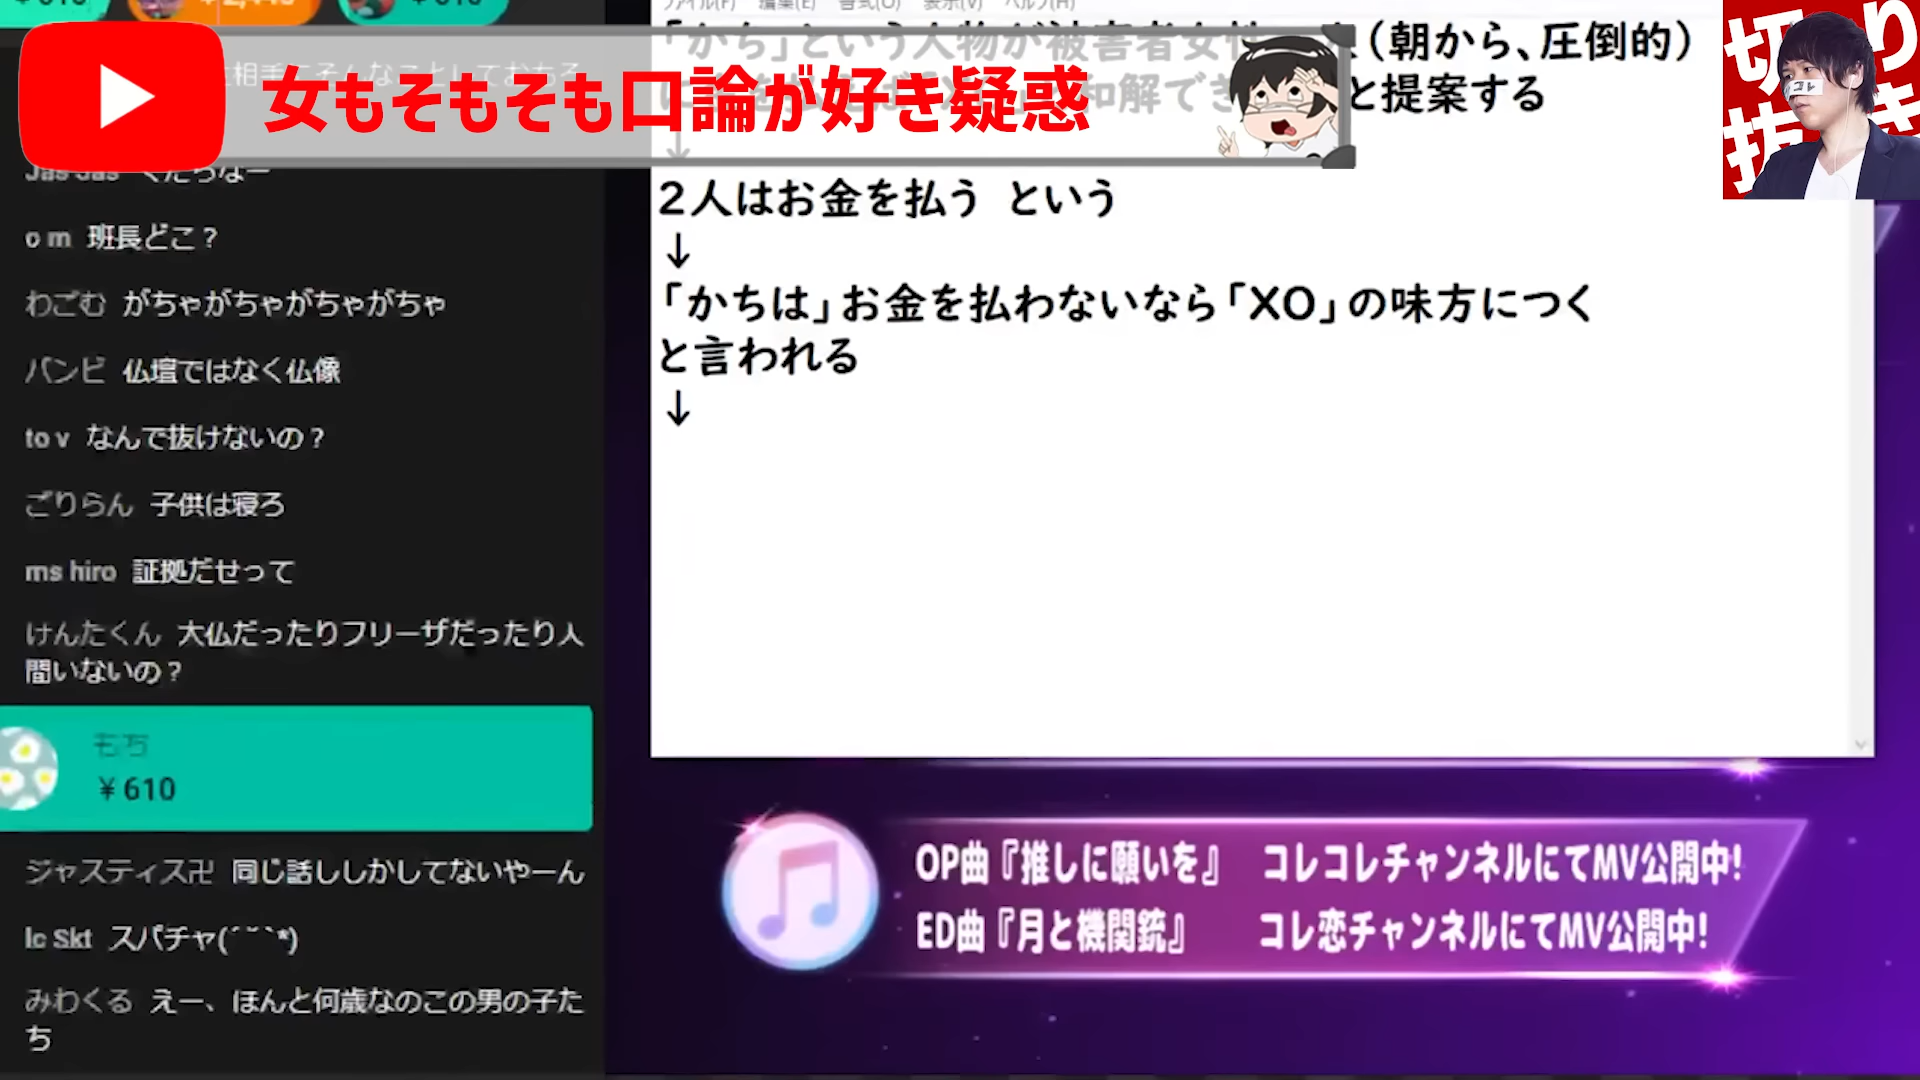 女もそもそも口論が好き疑惑
(朝から、圧倒的)
と提案する
切り抜き
コレ
2人はお金を払う という
↓
「かちは」お金を払わないなら「XO」の味方につく
と言われる
↓
om 班長どこ？
わごむ がちゃがちゃがちゃがちゃ
バンビ 仏壇ではなく仏像
to v なんで抜けないの？
ごりらん 子供は寝ろ
ms hiro 証拠だせって
けんたくん 大仏だったりフリーザだったり人
間いないの？
もち
¥610
ジャスティス卍 同じ話ししかしてないやーん
Ic Skt スパチャ(´˘`*)
みわくる えー、ほんと何歳なのこの男の子た
ち
OP曲『推しに願いを』 コレコレチャンネルにてMV公開中!
ED曲『月と機関銃』 コレ恋チャンネルにてMV公開中!